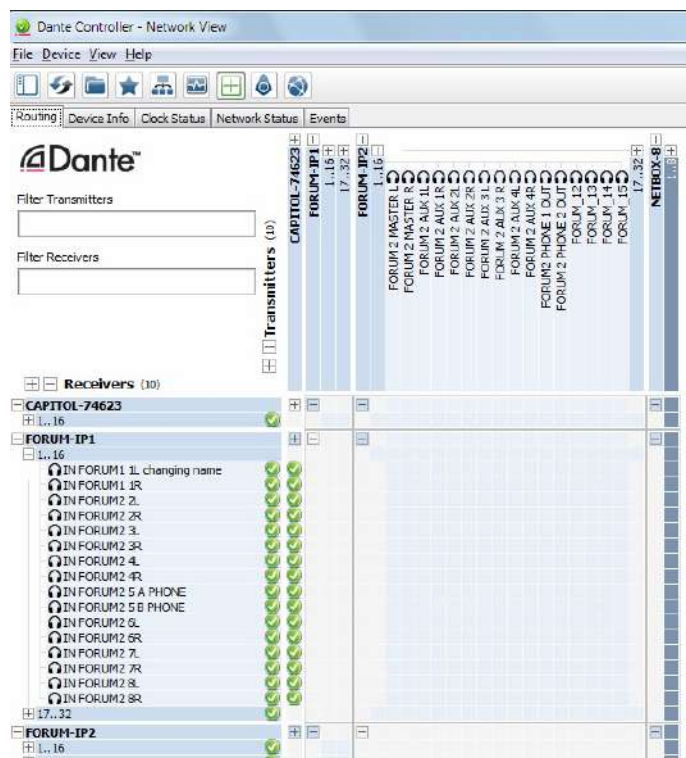 Dante Controller - Network View
File Device View Help
Routing Device Info Clock Status Network Status Events
Dante™
Filter Transmitters
Filter Receivers
Transmitters (10)
CAPITOL-74623
FORUM-IP1
1..16
17..32
FORUM-IP2
1..16
FORUM 2 MASTER L
FORUM 2 MASTER R
FORUM 2 AUX 1L
FORUM 2 AUX 1R
FORUM 2 AUX 2L
FORUM 2 AUX 2R
FORUM 2 AUX 3 L
FORUM 2 AUX 3 R
FORUM 2 AUX 4L
FORUM 2 AUX 4R
FORUM2 PHONE 1 OUT
FORUM 2 PHONE 2 OUT
FORUM_12
FORUM_13
FORUM_14
FORUM_15
17..32
NETBOX-8
1..8
Receivers (10)
CAPITOL-74623
1..16
FORUM-IP1
1..16
IN FORUM1 1L changing name
IN FORUM1 1R
IN FORUM2 2L
IN FORUM2 2R
IN FORUM2 3L
IN FORUM2 3R
IN FORUM2 4L
IN FORUM2 4R
IN FORUM2 5 A PHONE
IN FORUM2 5 B PHONE
IN FORUM2 6L
IN FORUM2 6R
IN FORUM2 7L
IN FORUM2 7R
IN FORUM2 8L
IN FORUM2 8R
17..32
FORUM-IP2
1..16